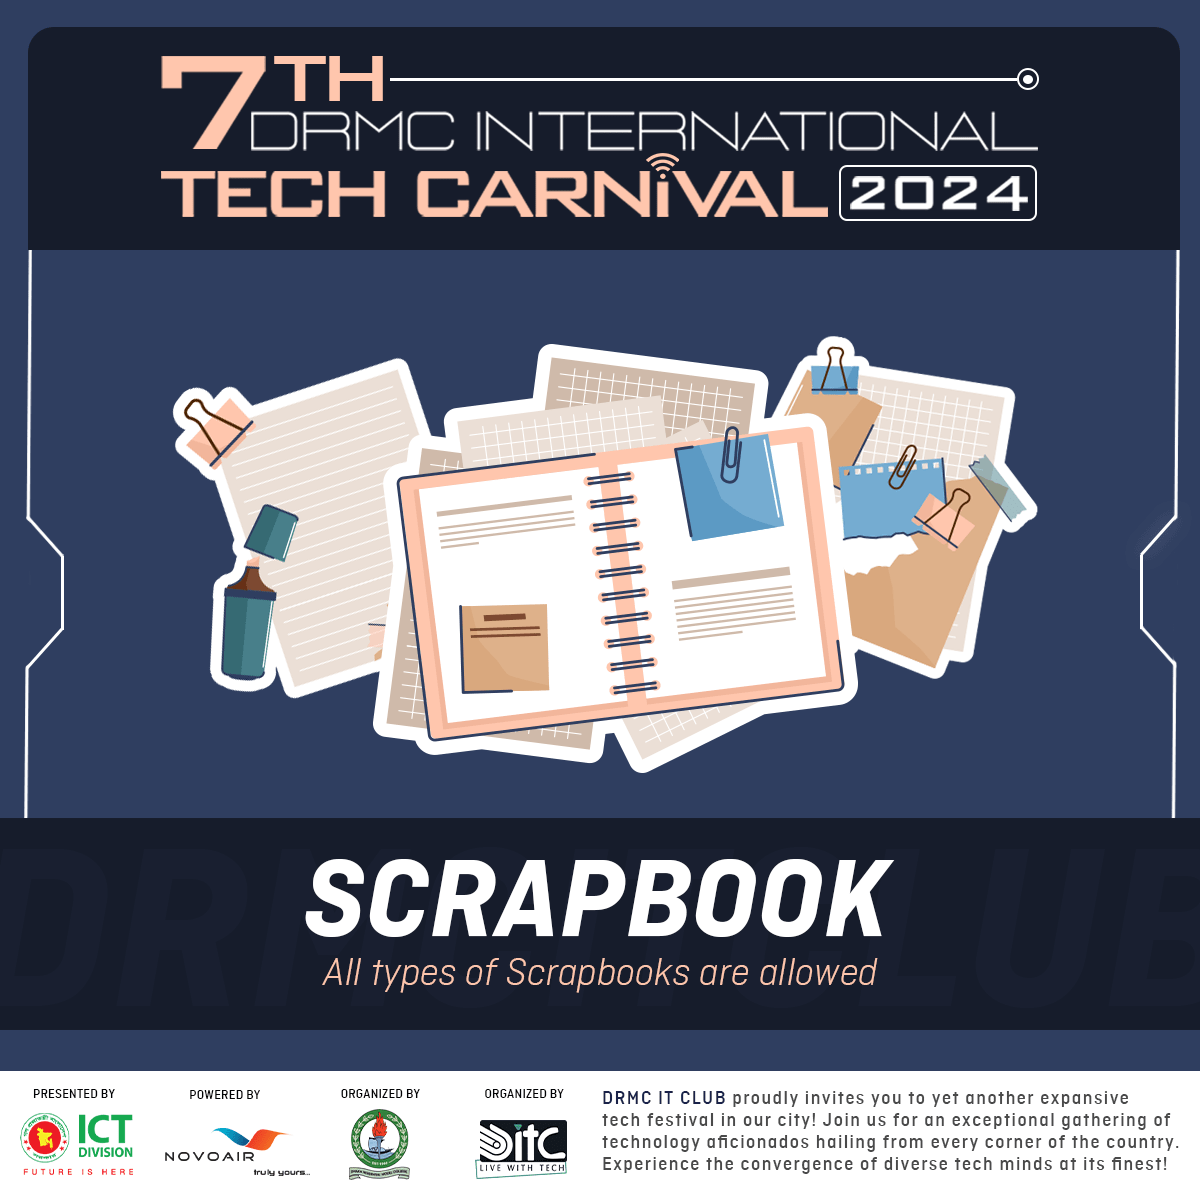 7TH
DRMC INTERNATIONAL
TECH CARNIVAL 2024
DRMC IT CLUB
SCRAPBOOK
All types of Scrapbooks are allowed
PRESENTED BY
ICT
DIVISION
FUTURE IS HERE
POWERED BY
NOVOAIR
truly yours...
ORGANIZED BY
ORGANIZED BY
DITC
LIVE WITH TECH
DRMC IT CLUB proudly invites you to yet another expansive
tech festival in our city! Join us for an exceptional gathering of
technology aficionados hailing from every corner of the country.
Experience the convergence of diverse tech minds at its finest!